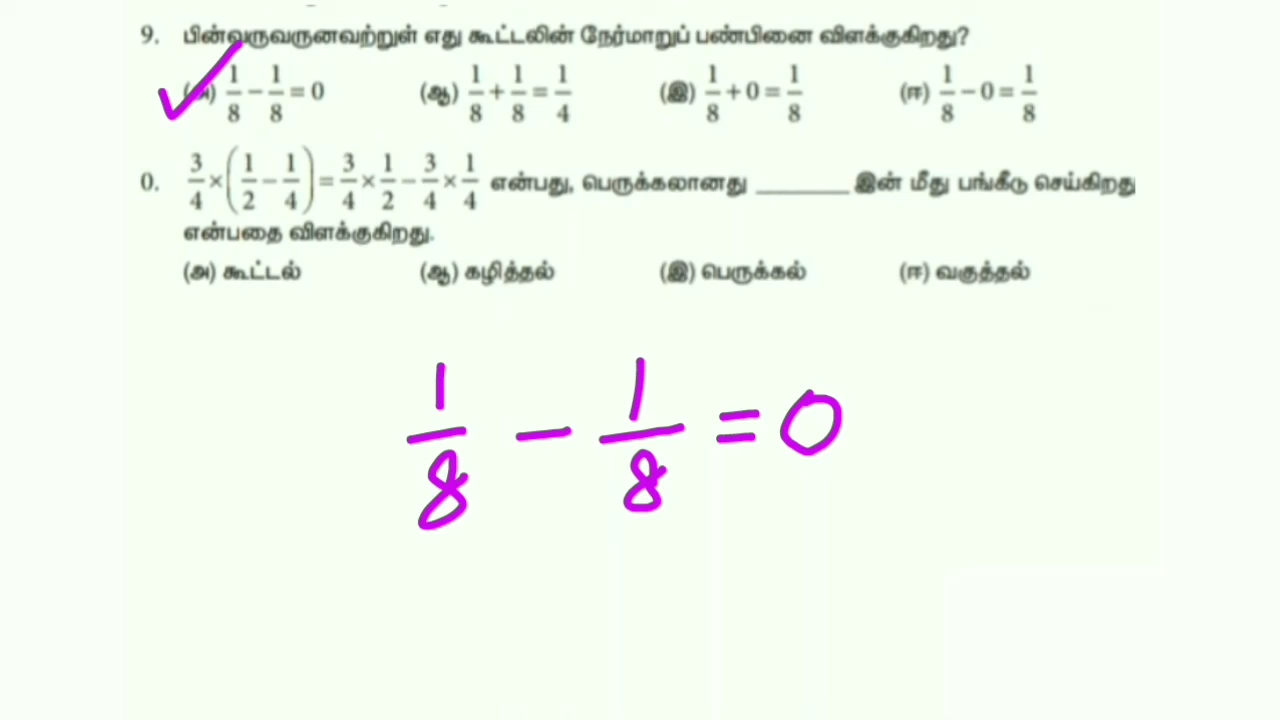 9. பின்வருவருனவற்றுள் எது கூட்டலின் நேர்மாறுப் பண்பினை விளக்குகிறது?
(அ) 1/8 − 1/8 = 0 (ஆ) 1/8 + 1/8 = 1/4 (இ) 1/8 + 0 = 1/8 (ஈ) 1/8 − 0 = 1/8
0. 3/4 × (1/2 − 1/4) = 3/4 × 1/2 − 3/4 × 1/4 என்பது, பெருக்கலானது ________ இன் மீது பங்கீடு செய்கிறது
என்பதை விளக்குகிறது.
(அ) கூட்டல் (ஆ) கழித்தல் (இ) பெருக்கல் (ஈ) வகுத்தல்
1/8 − 1/8 = 0